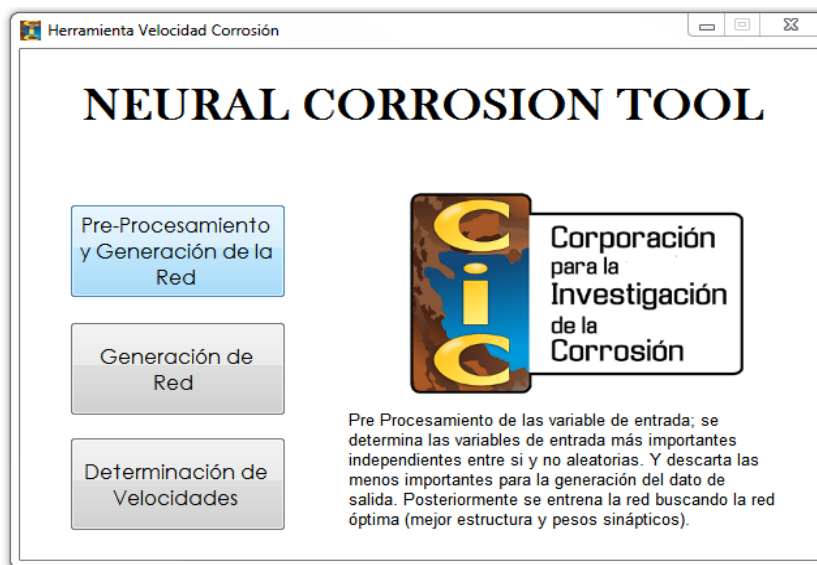 Herramienta Velocidad Corrosión
NEURAL CORROSION TOOL
Pre-Procesamiento
y Generación de la
Red
Generación de
Red
Determinación de
Velocidades
cic
Corporación
para la
Investigación
de la
Corrosión
Pre Procesamiento de las variable de entrada; se
determina las variables de entrada más importantes
independientes entre si y no aleatorias. Y descarta las
menos importantes para la generación del dato de
salida. Posteriormente se entrena la red buscando la red
óptima (mejor estructura y pesos sinápticos).